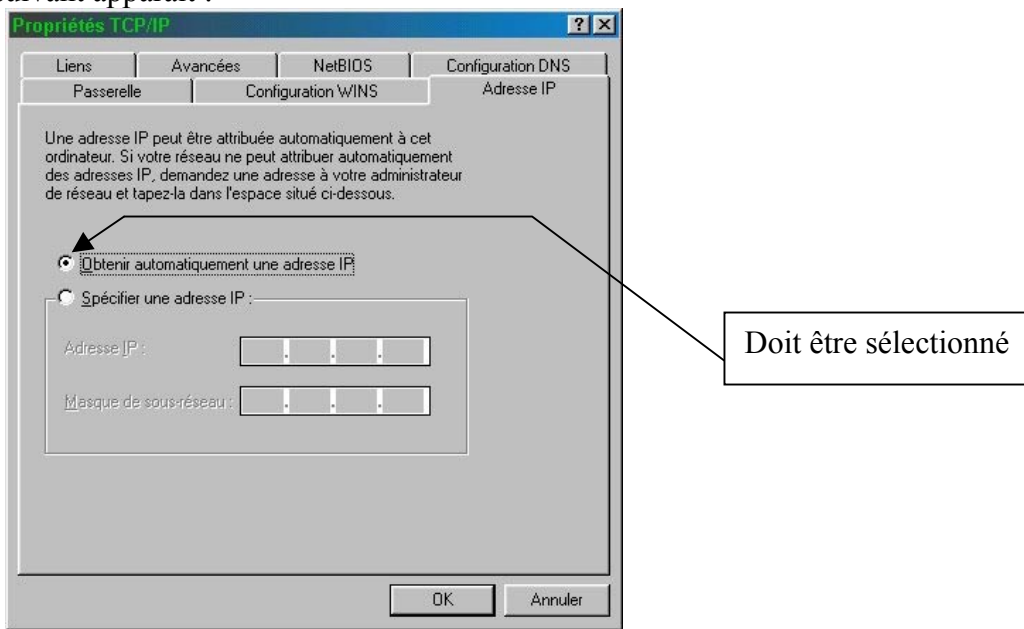 suivant apparaît :
Propriétés TCP/IP
Liens Avancées NetBIOS Configuration DNS
Passerelle Configuration WINS Adresse IP
Une adresse IP peut être attribuée automatiquement à cet
ordinateur. Si votre réseau ne peut attribuer automatiquement
des adresses IP, demandez une adresse à votre administrateur
de réseau et tapez-la dans l'espace situé ci-dessous.
Obtenir automatiquement une adresse IP
Spécifier une adresse IP :
Adresse IP :
Masque de sous-réseau :
Doit être sélectionné
OK Annuler